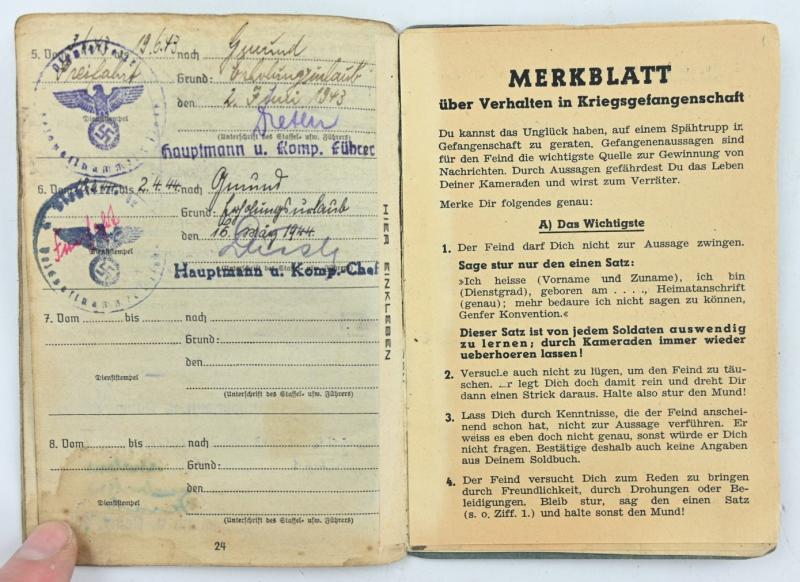 5. Vom bis 19.6.43 nach Gmünd
Freifahrt Grund: Erholungsurlaub
den 2. Juli 1943
Dienststempel
(Unterschrift des Staffel- usw. Führers)
Hauptmann u. Komp. Führer
6. Vom bis 2.4.44. nach Gmünd
Grund: Erholungsurlaub
den 16. März 1944.
Dienststempel
Hauptmann u. Komp.-Chef
7. Vom bis nach
Grund:
den
Dienststempel
(Unterschrift des Staffel- usw. Führers)
8. Vom bis nach
Grund:
den
Dienststempel
(Unterschrift des Staffel- usw. Führers)
24
HIER EINKLEBEN
MERKBLATT
über Verhalten in Kriegsgefangenschaft
Du kannst das Unglück haben, auf einem Spähtrupp in
Gefangenschaft zu geraten. Gefangenenaussagen sind
für den Feind die wichtigste Quelle zur Gewinnung von
Nachrichten. Durch Aussagen gefährdest Du das Leben
Deiner Kameraden und wirst zum Verräter.
Merke Dir folgendes genau:
A) Das Wichtigste
1. Der Feind darf Dich nicht zur Aussage zwingen.
Sage stur nur den einen Satz:
»Ich heisse (Vorname und Zuname), ich bin
(Dienstgrad), geboren am . . . ., Heimatanschrift
(genau); mehr bedaure ich nicht sagen zu können,
Genfer Konvention.«
Dieser Satz ist von jedem Soldaten auswendig
zu lernen; durch Kameraden immer wieder
ueberhoeren lassen!
2. Versuche auch nicht zu lügen, um den Feind zu täu-
schen. Er legt Dich doch damit rein und dreht Dir
dann einen Strick daraus. Halte also stur den Mund!
3. Lass Dich durch Kenntnisse, die der Feind anschei-
nend schon hat, nicht zur Aussage verführen. Er
weiss es eben doch nicht genau, sonst würde er Dich
nicht fragen. Bestätige deshalb auch keine Angaben
aus Deinem Soldbuch.
4. Der Feind versucht Dich zum Reden zu bringen
durch Freundlichkeit, durch Drohungen oder Be-
leidigungen. Bleib stur, sag den einen Satz
(s. o. Ziff. 1.) und halte sonst den Mund!